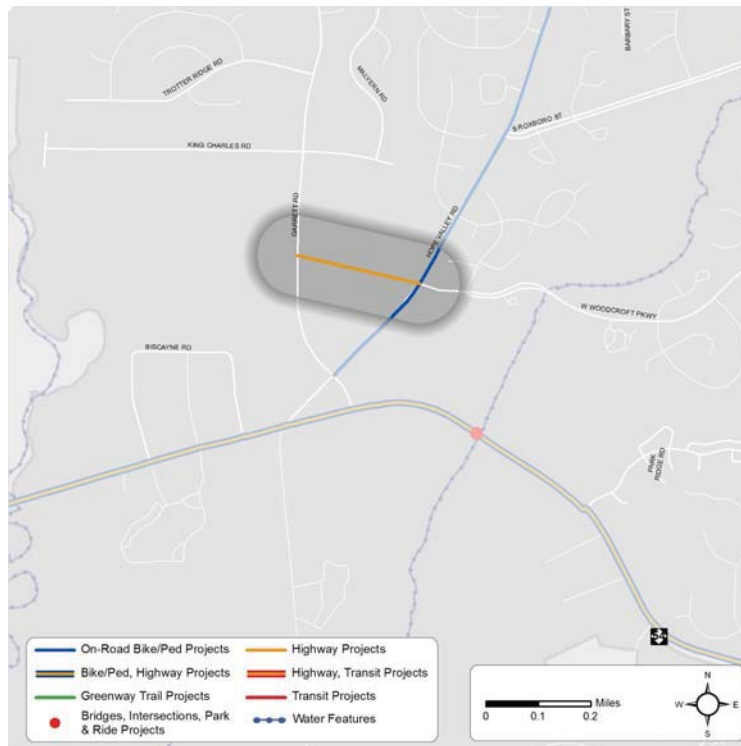 BARBARY ST
TROTTER RIDGE RD
MALVERN RD
S ROXBORO ST
KING CHARLES RD
GARRETT RD
HOPE VALLEY RD
W WOODCROFT PKWY
BISCAYNE RD
PARK
RIDGE RD
54
On-Road Bike/Ped Projects
Highway Projects
Bike/Ped, Highway Projects
Highway, Transit Projects
Greenway Trail Projects
Transit Projects
Bridges, Intersections, Park
& Ride Projects
Water Features
Miles
0 0.1 0.2
N
W E
S